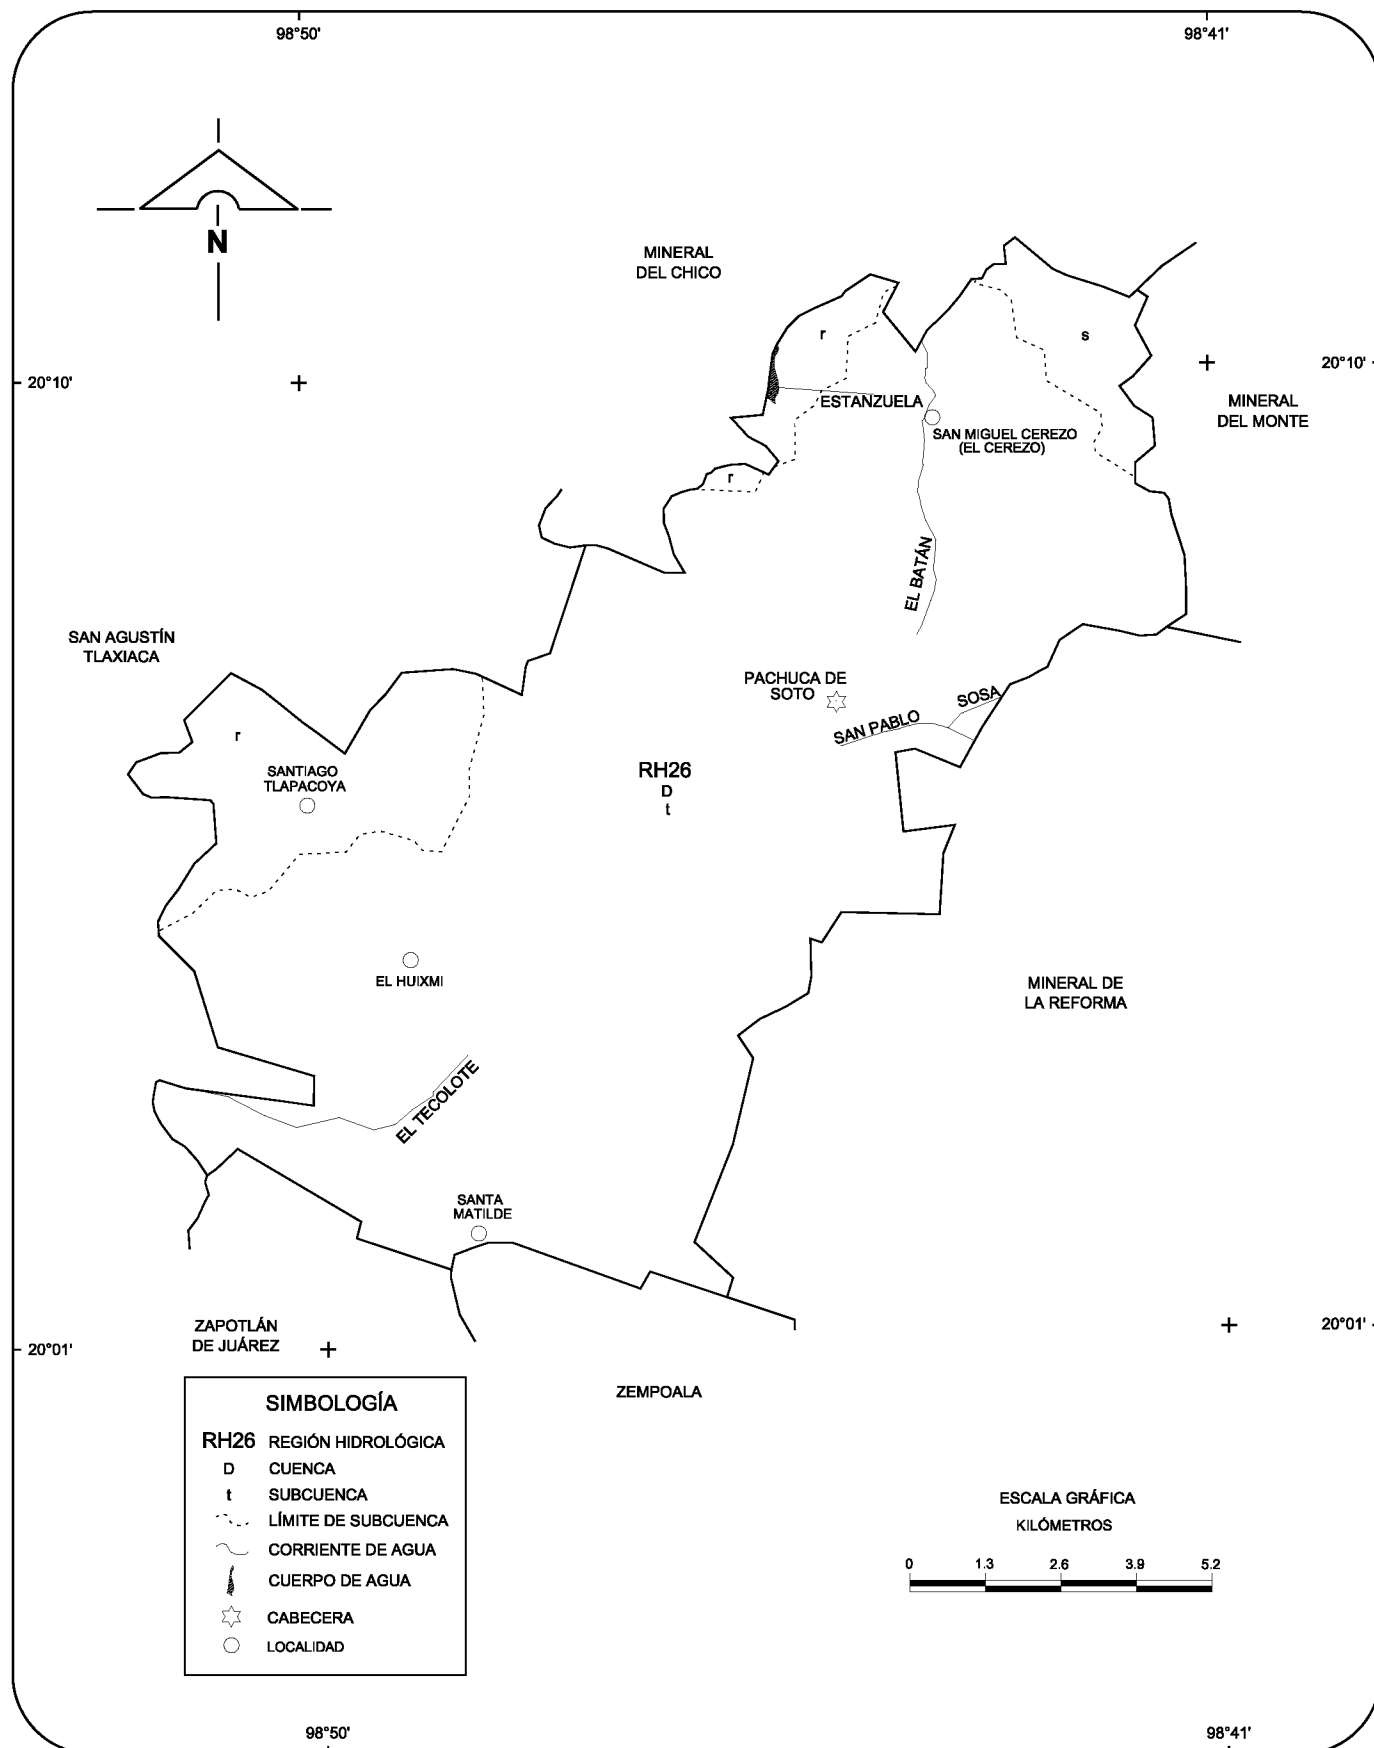 98°50'
98°41'
N
MINERAL
DEL CHICO
r
s
20°10'
20°10'
ESTANZUELA
MINERAL
DEL MONTE
SAN MIGUEL CEREZO
(EL CEREZO)
r
EL BATÁN
SAN AGUSTÍN
TLAXIACA
PACHUCA DE
SOTO
SOSA
SAN PABLO
r
SANTIAGO
TLAPACOYA
RH26
D
t
EL HUIXMI
MINERAL DE
LA REFORMA
EL TECOLOTE
SANTA
MATILDE
ZAPOTLÁN
DE JUÁREZ
20°01'
20°01'
ZEMPOALA
SIMBOLOGÍA
RH26 REGIÓN HIDROLÓGICA
D CUENCA
t SUBCUENCA
LÍMITE DE SUBCUENCA
CORRIENTE DE AGUA
CUERPO DE AGUA
CABECERA
LOCALIDAD
ESCALA GRÁFICA
KILÓMETROS
0 1.3 2.6 3.9 5.2
98°50'
98°41'